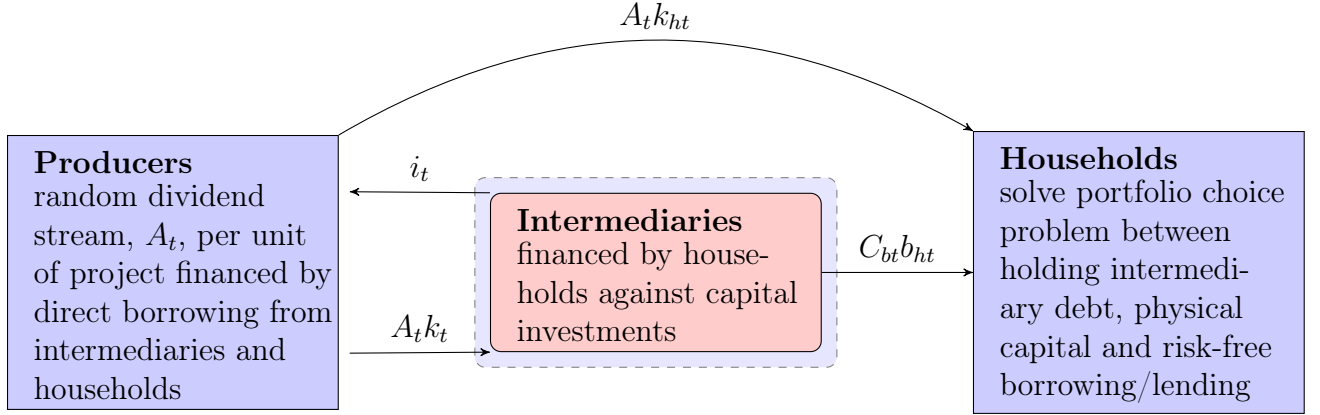 A_t k_{ht}
Producers
random dividend
stream, A_t, per unit
of project financed by
direct borrowing from
intermediaries and
households
i_t
A_t k_t
Intermediaries
financed by house-
holds against capital
investments
C_{bt} b_{ht}
Households
solve portfolio choice
problem between
holding intermedi-
ary debt, physical
capital and risk-free
borrowing/lending